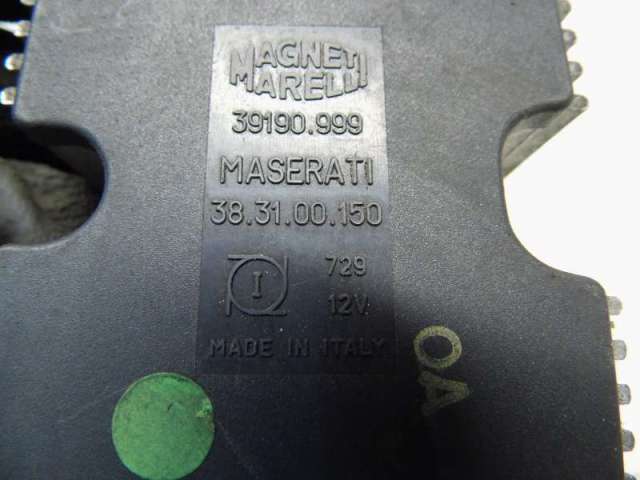 MAGNETI
MARELLI
39190.999
MASERATI
38.31.00.150
I 729
12V
MADE IN ITALY
OA